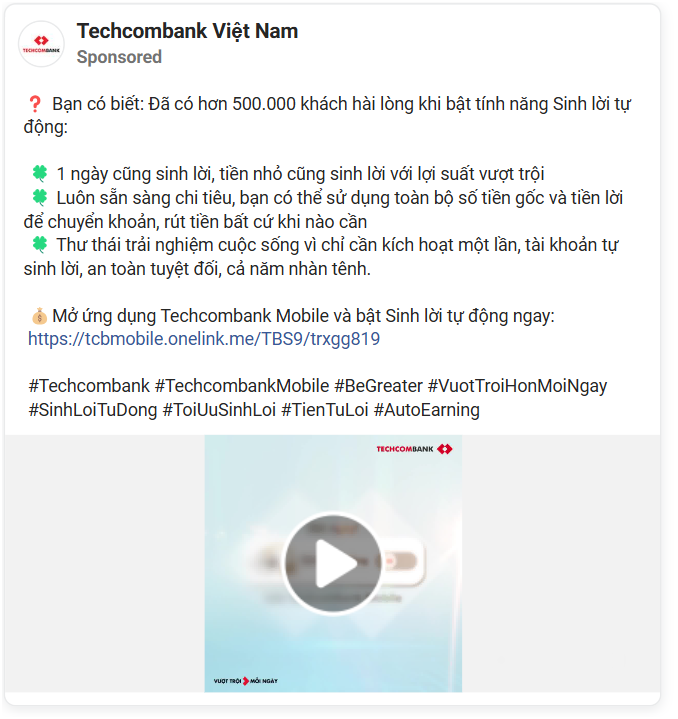 Techcombank Việt Nam
TECHCOMBANK
Sponsored
❓ Bạn có biết: Đã có hơn 500.000 khách hài lòng khi bật tính năng Sinh lời tự
động:
🍀 1 ngày cũng sinh lời, tiền nhỏ cũng sinh lời với lợi suất vượt trội
🍀 Luôn sẵn sàng chi tiêu, bạn có thể sử dụng toàn bộ số tiền gốc và tiền lời
để chuyển khoản, rút tiền bất cứ khi nào cần
🍀 Thư thái trải nghiệm cuộc sống vì chỉ cần kích hoạt một lần, tài khoản tự
sinh lời, an toàn tuyệt đối, cả năm nhàn tênh.
💰Mở ứng dụng Techcombank Mobile và bật Sinh lời tự động ngay:
https://tcbmobile.onelink.me/TBS9/trxgg819
#Techcombank #TechcombankMobile #BeGreater #VuotTroiHonMoiNgay
#SinhLoiTuDong #ToiUuSinhLoi #TienTuLoi #AutoEarning
TECHCOMBANK
VƯỢT TRỘI MỖI NGÀY